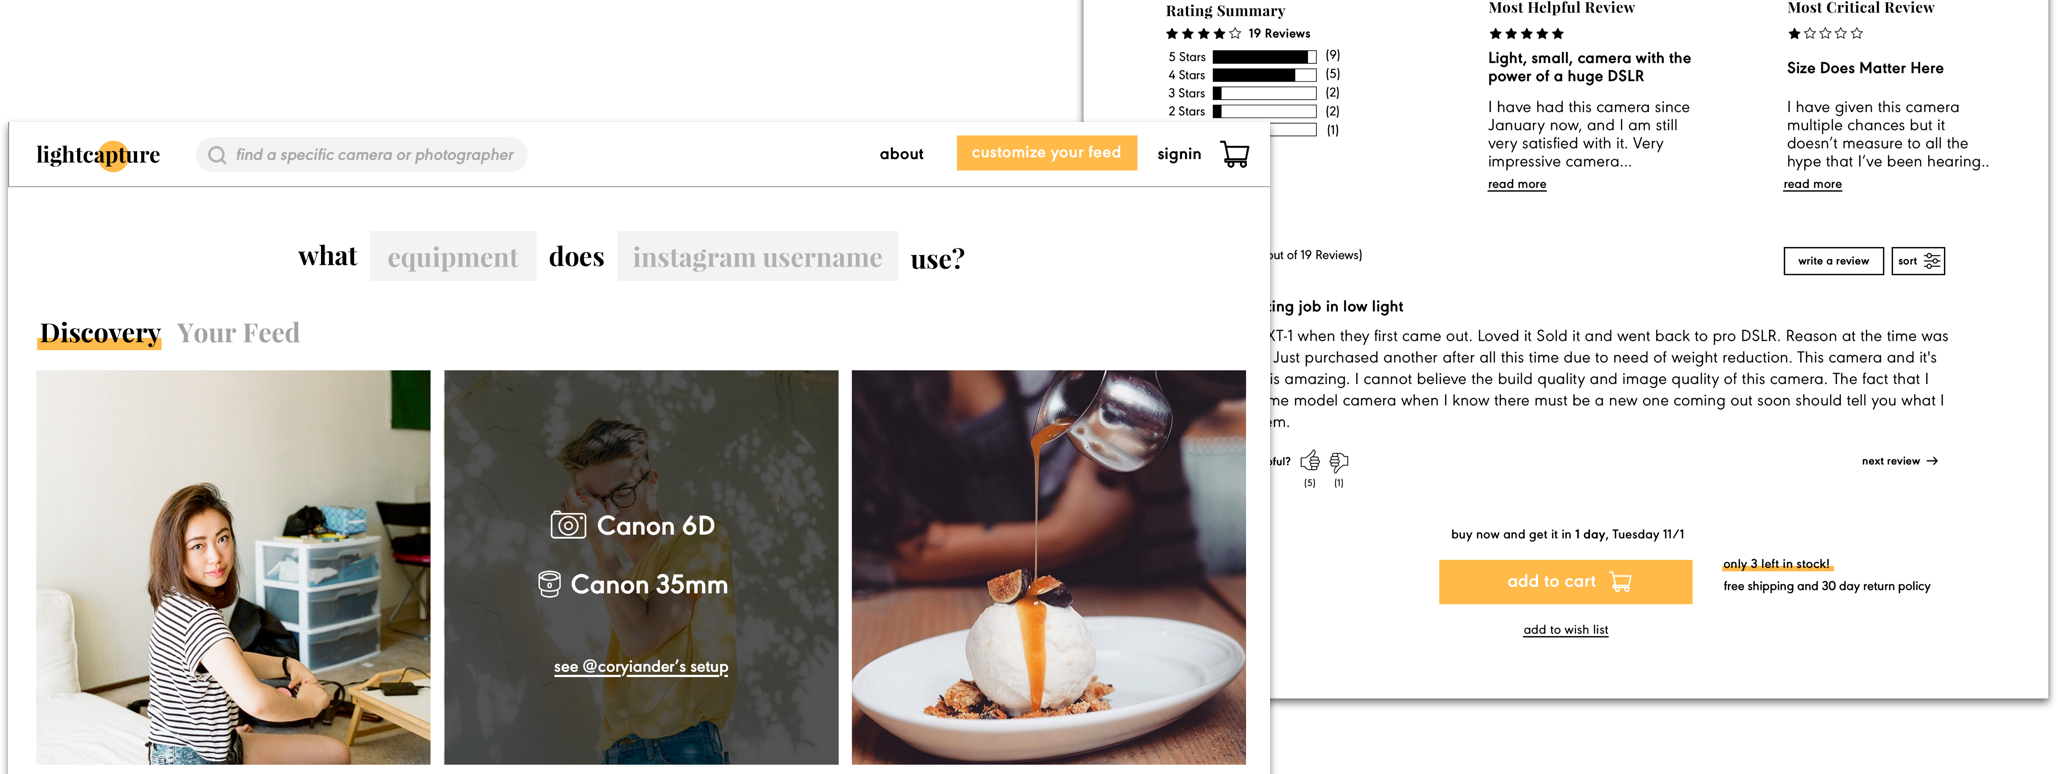 Rating Summary
19 Reviews
5 Stars (9)
4 Stars (5)
3 Stars (2)
2 Stars (2)
(1)
Most Helpful Review
Light, small, camera with the
power of a huge DSLR
I have had this camera since
January now, and I am still
very satisfied with it. Very
impressive camera...
read more
Most Critical Review
Size Does Matter Here
I have given this camera
multiple chances but it
doesn't measure to all the
hype that I've been hearing..
read more
lightcapture
find a specific camera or photographer
about
customize your feed
signin
what equipment does instagram username use?
Discovery Your Feed
Canon 6D
Canon 35mm
see @coryiander's setup
out of 19 Reviews)
write a review
sort
job in low light
XT-1 when they first came out. Loved it Sold it and went back to pro DSLR. Reason at the time was
Just purchased another after all this time due to need of weight reduction. This camera and it's
is amazing. I cannot believe the build quality and image quality of this camera. The fact that I
model camera when I know there must be a new one coming out soon should tell you what I
(5) (1)
next review
buy now and get it in 1 day, Tuesday 11/1
add to cart
only 3 left in stock!
free shipping and 30 day return policy
add to wish list